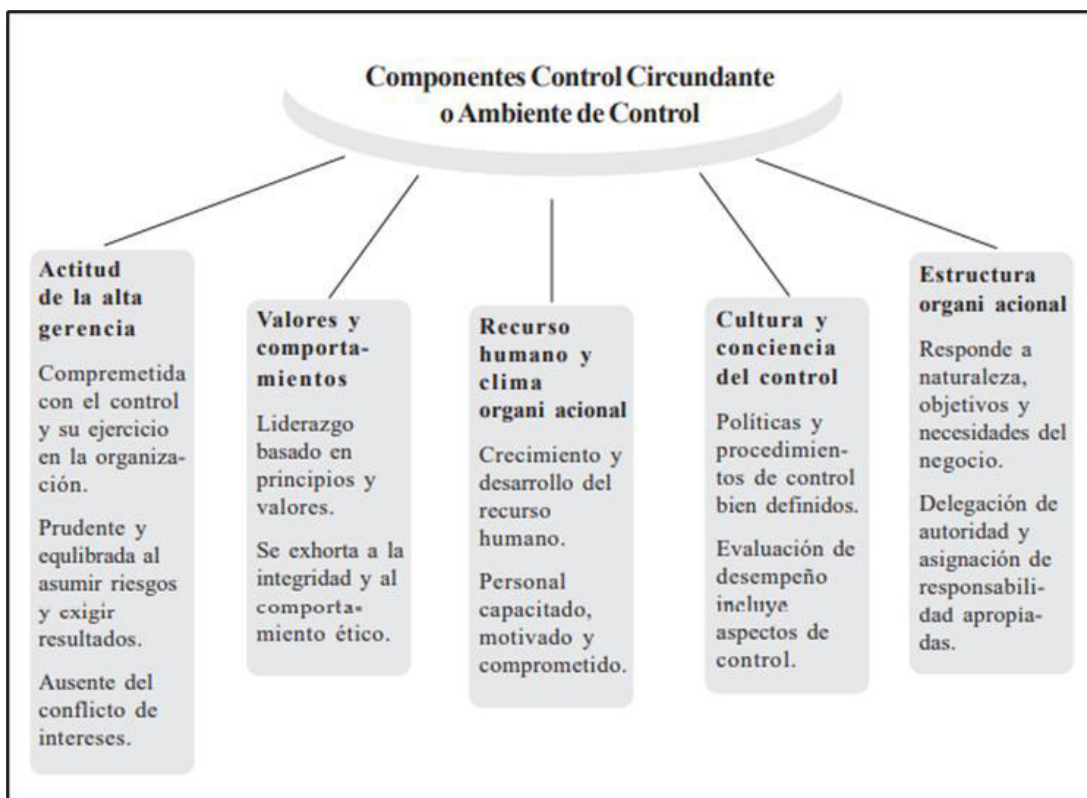 Componentes Control Circundante
o Ambiente de Control
Actitud
de la alta
gerencia
Compremetida
con el control
y su ejercicio
en la organiza-
ción.
Prudente y
equlibrada al
asumir riesgos
y exigir
resultados.
Ausente del
conflicto de
intereses.
Valores y
comporta-
mientos
Liderazgo
basado en
principios y
valores.
Se exhorta a la
integridad y al
comporta-
miento ético.
Recurso
humano y
clima
organi acional
Crecimiento y
desarrollo del
recurso
humano.
Personal
capacitado,
motivado y
comprometido.
Cultura y
conciencia
del control
Políticas y
procedimien-
tos de control
bien definidos.
Evaluación de
desempeño
incluye
aspectos de
control.
Estructura
organi acional
Responde a
naturaleza,
objetivos y
necesidades del
negocio.
Delegación de
autoridad y
asignación de
responsabili-
dad apropia-
das.